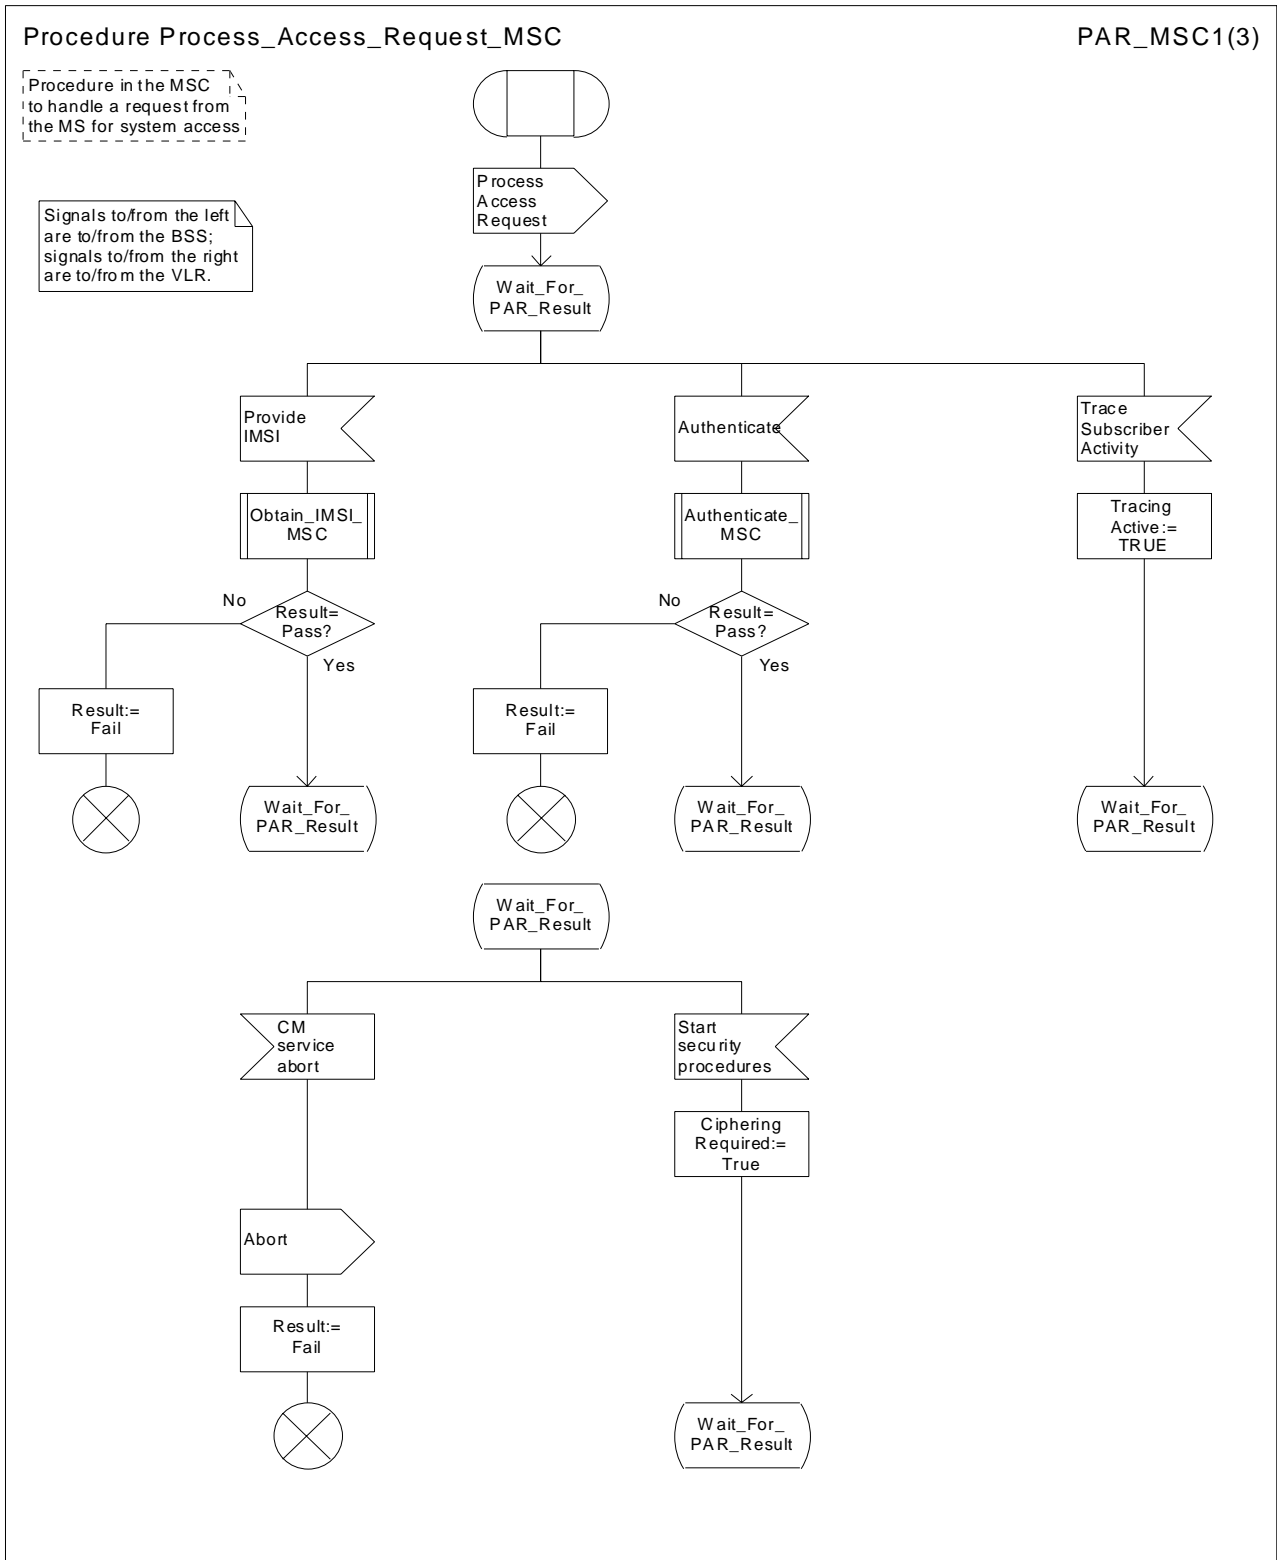 Procedure Process_Access_Request_MSC
PAR_MSC1(3)
Procedure in the MSC
to handle a request from
the MS for system access
Signals to/from the left
are to/from the BSS;
signals to/from the right
are to/from the VLR.
Process
Access
Request
Wait_For_
PAR_Result
Provide
IMSI
Authenticate
Trace
Subscriber
Activity
Obtain_IMSI_
MSC
Authenticate_
MSC
Tracing
Active:=
TRUE
No
Result=
Pass?
Yes
No
Result=
Pass?
Yes
Result:=
Fail
Result:=
Fail
Wait_For_
PAR_Result
Wait_For_
PAR_Result
Wait_For_
PAR_Result
Wait_For_
PAR_Result
CM
service
abort
Start
security
procedures
Ciphering
Required:=
True
Abort
Result:=
Fail
Wait_For_
PAR_Result